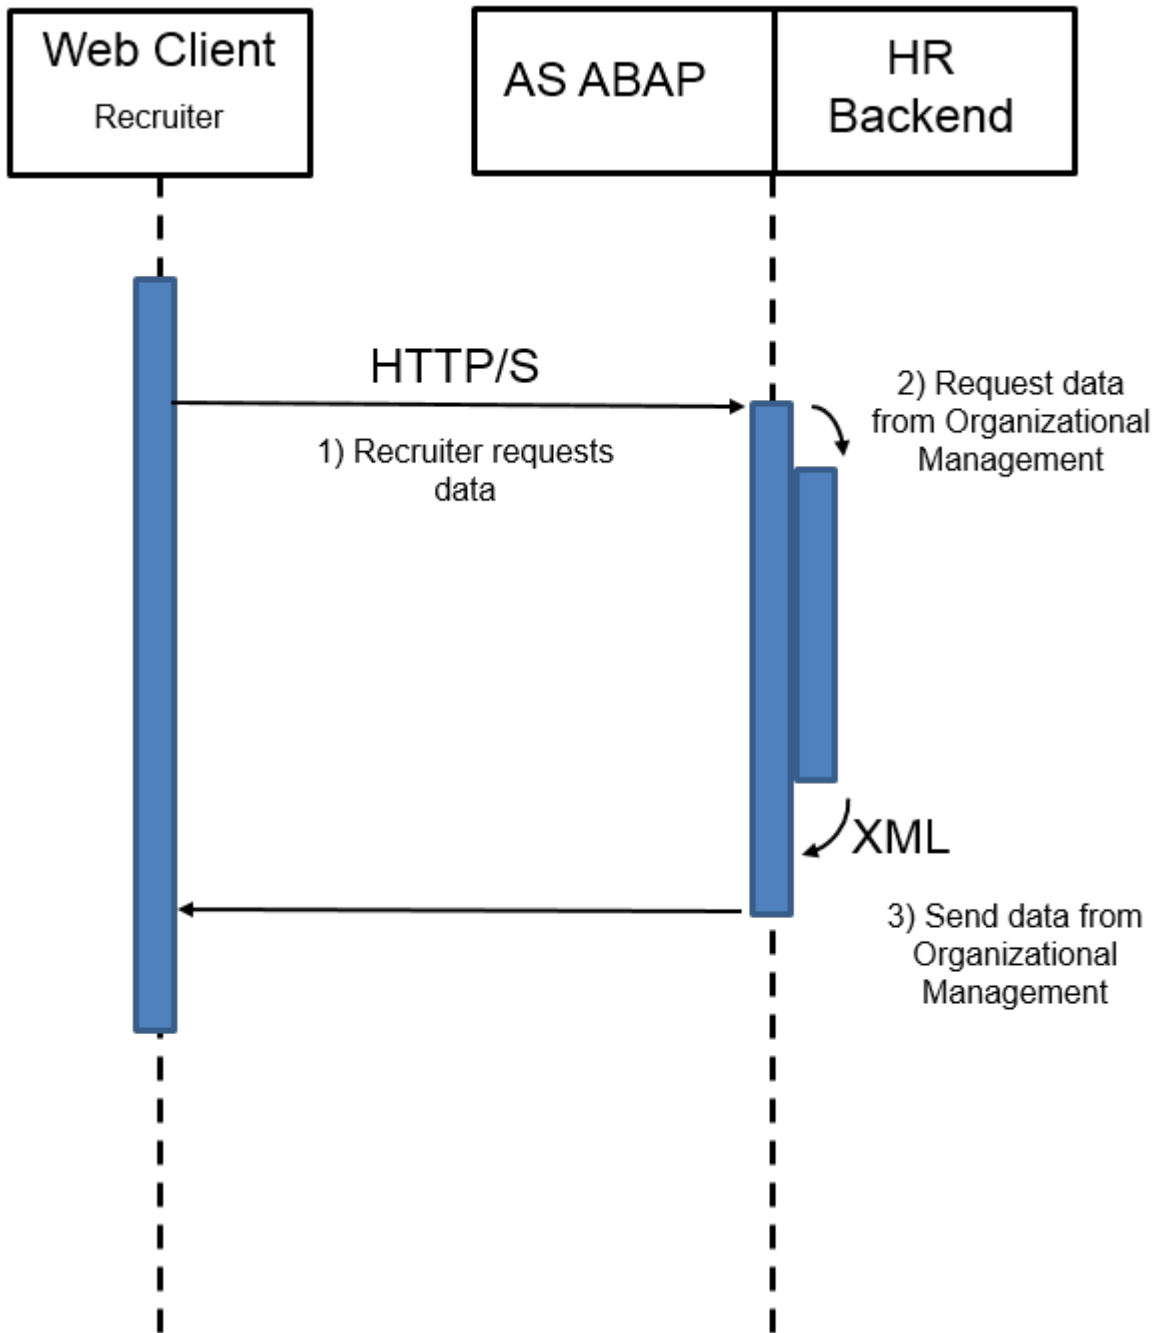 Web Client
Recruiter
AS ABAP
HR
Backend
HTTP/S
1) Recruiter requests
data
2) Request data
from Organizational
Management
XML
3) Send data from
Organizational
Management